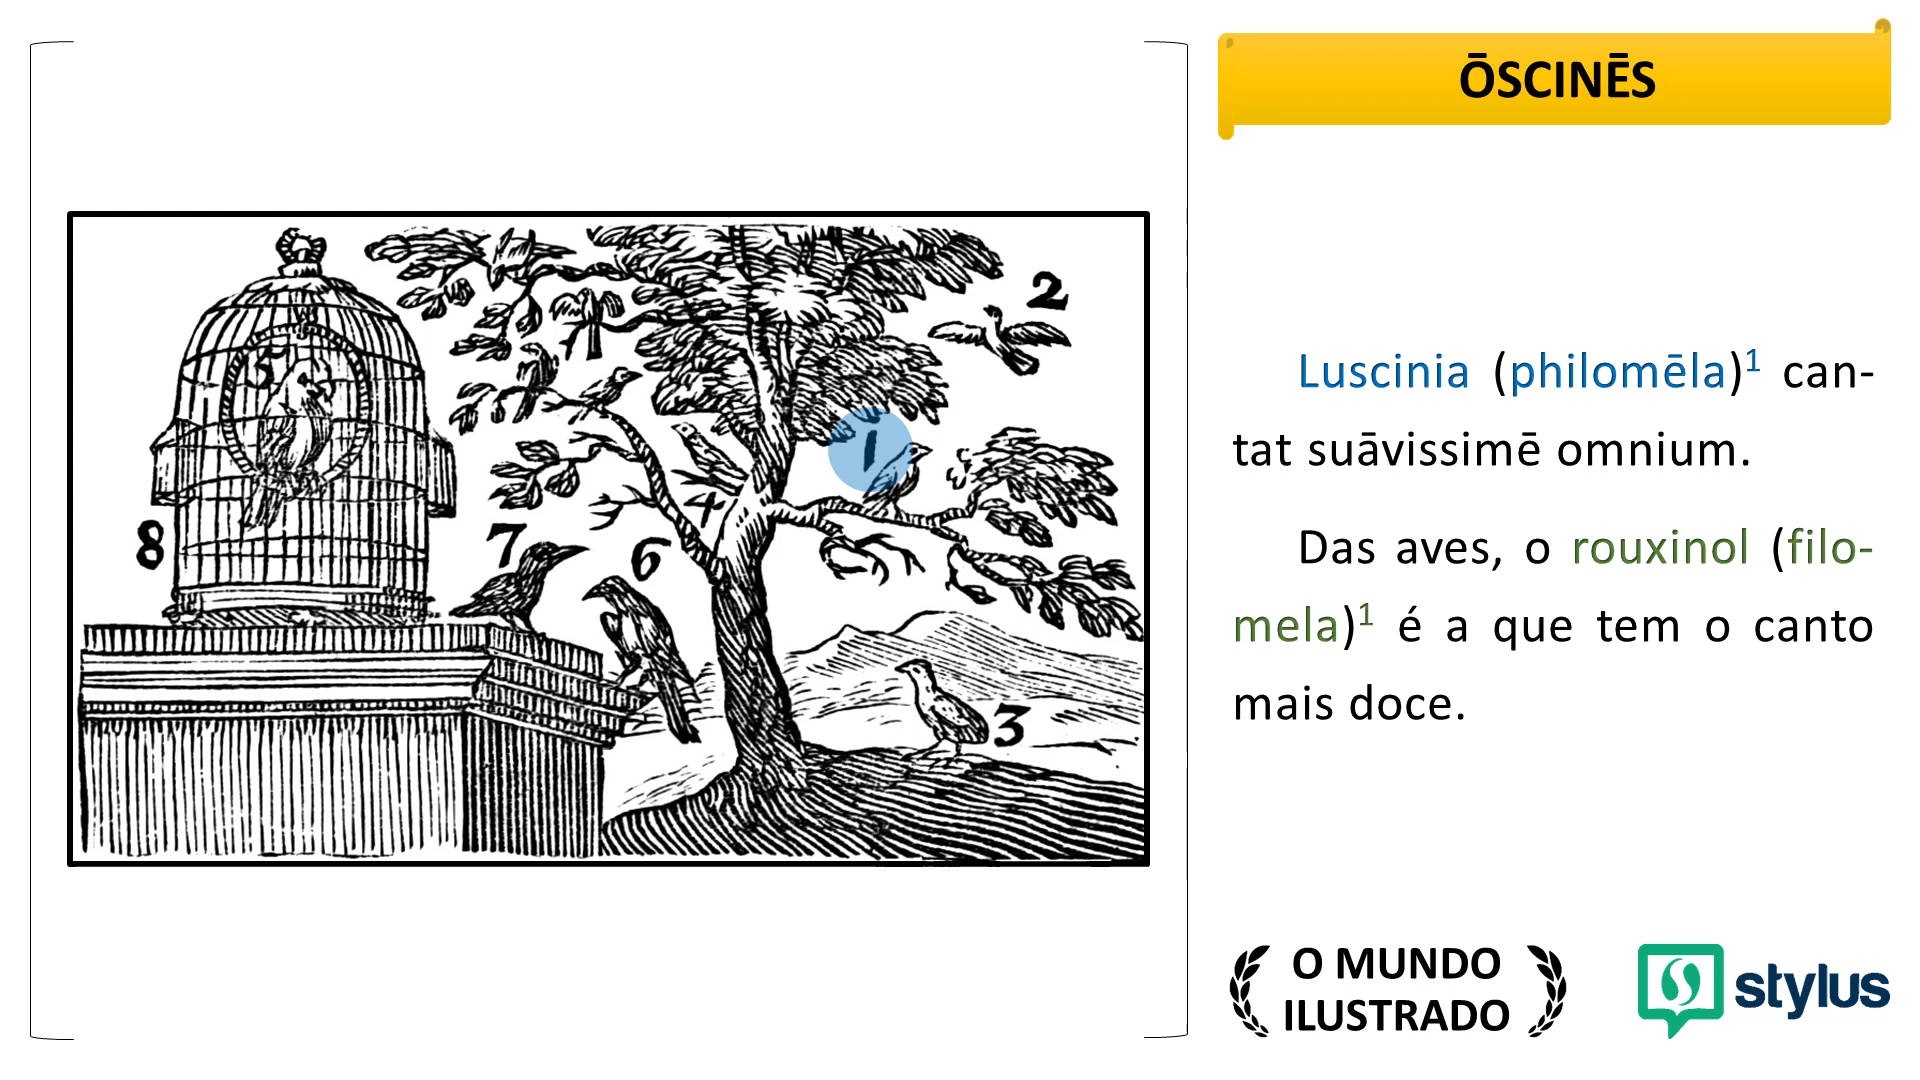 ŌSCINĒS
2
5
1
7
4
8
6
3
Luscinia (philomēla)¹ can-
tat suāvissimē omnium.
Das aves, o rouxinol (filo-
mela)¹ é a que tem o canto
mais doce.
O MUNDO
ILUSTRADO
stylus